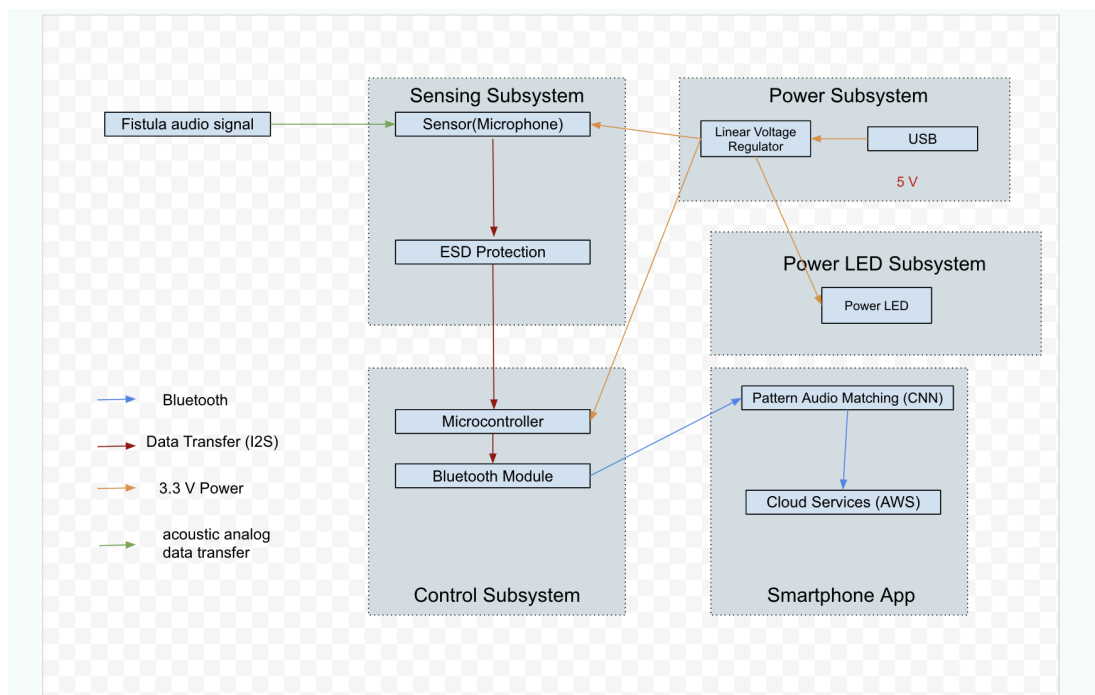 Sensing Subsystem
Power Subsystem
Fistula audio signal
Sensor(Microphone)
Linear Voltage
Regulator
USB
5 V
ESD Protection
Power LED Subsystem
Power LED
Bluetooth
Data Transfer (I2S)
3.3 V Power
acoustic analog
data transfer
Microcontroller
Bluetooth Module
Control Subsystem
Pattern Audio Matching (CNN)
Cloud Services (AWS)
Smartphone App